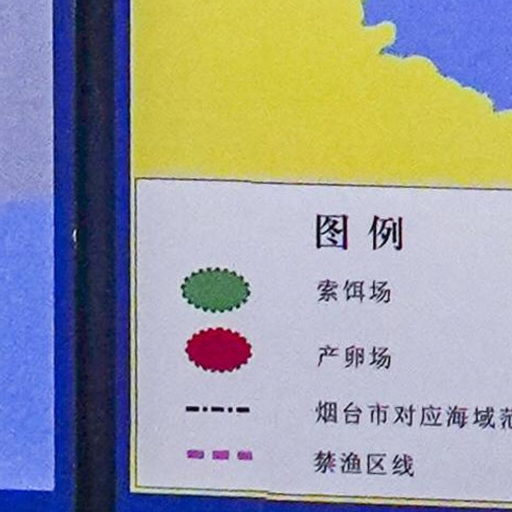 图 例
索饵场
产卵场
烟台市对应海域范
禁渔区线